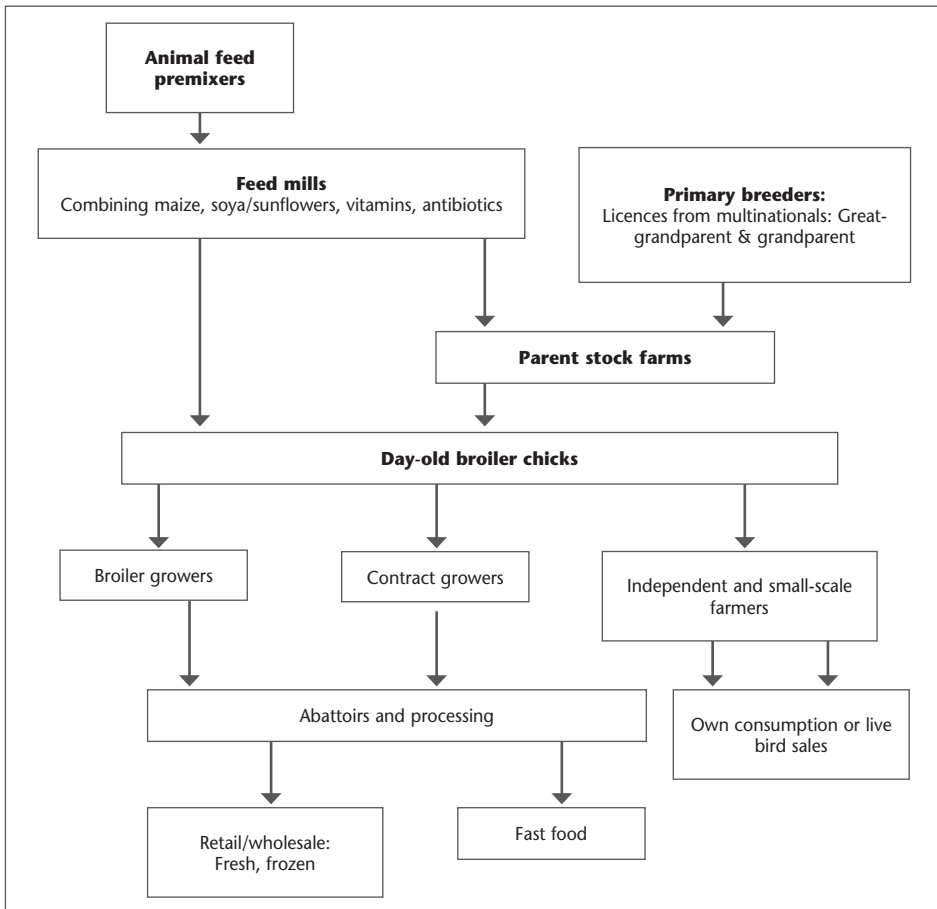 Animal feed
premixers
Feed mills
Combining maize, soya/sunflowers, vitamins, antibiotics
Primary breeders:
Licences from multinationals: Great-
grandparent & grandparent
Parent stock farms
Day-old broiler chicks
Broiler growers
Contract growers
Independent and small-scale
farmers
Abattoirs and processing
Own consumption or live
bird sales
Retail/wholesale:
Fresh, frozen
Fast food